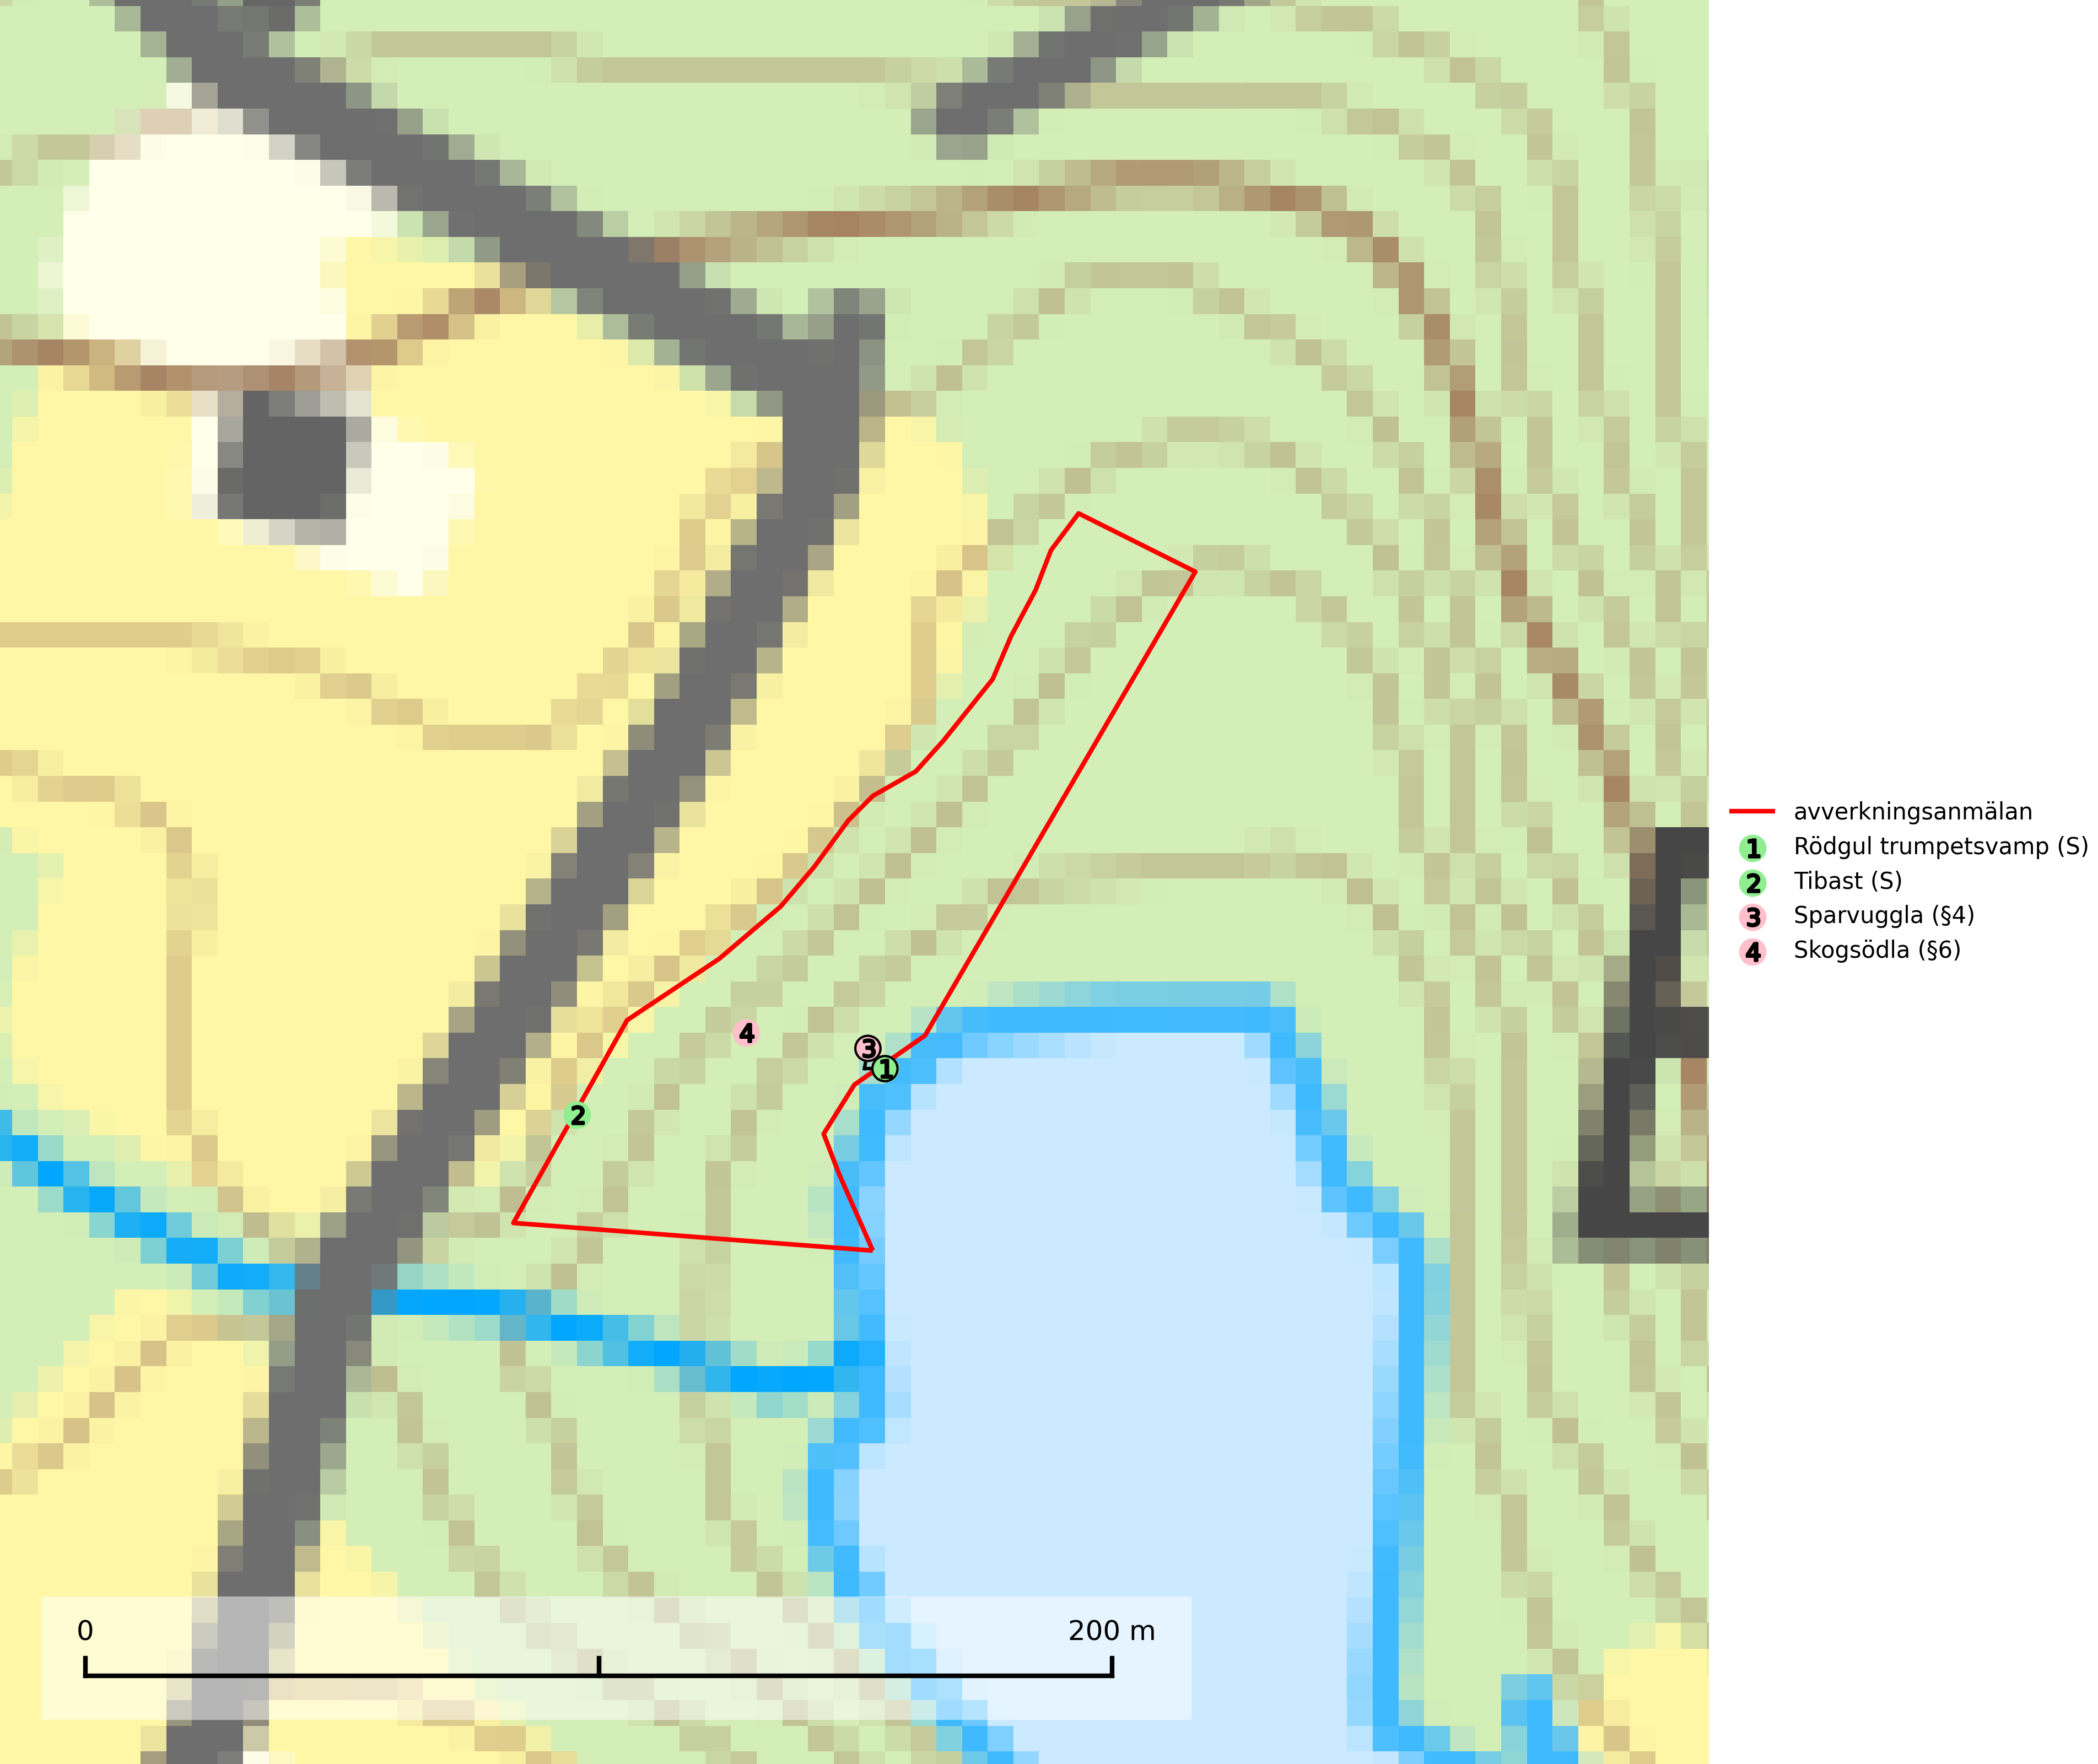 avverkningsanmälan
1 Rödgul trumpetsvamp (S)
2 Tibast (S)
3 Sparvuggla (§4)
4 Skogsödla (§6)
4
3
1
2
0
200 m